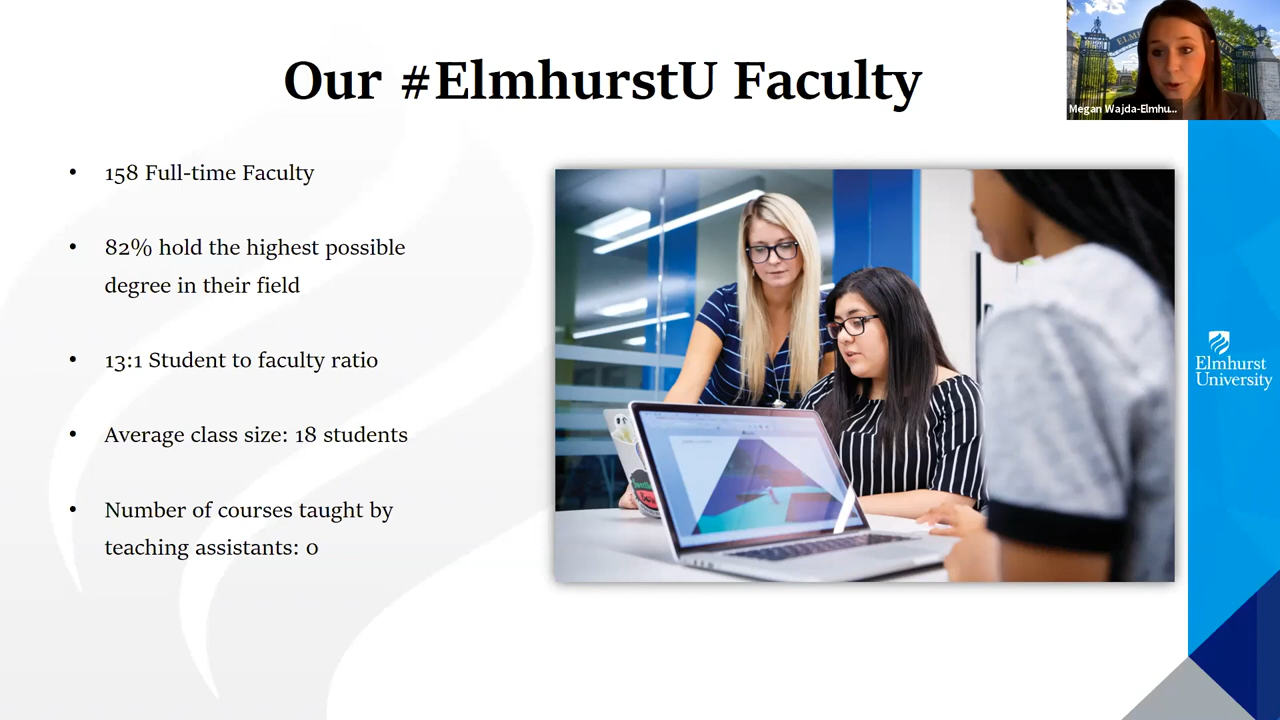 Our #ElmhurstU Faculty
Megan Wajda-Elmhu...
• 158 Full-time Faculty
• 82% hold the highest possible
degree in their field
• 13:1 Student to faculty ratio
• Average class size: 18 students
• Number of courses taught by
teaching assistants: 0
Elmhurst
University